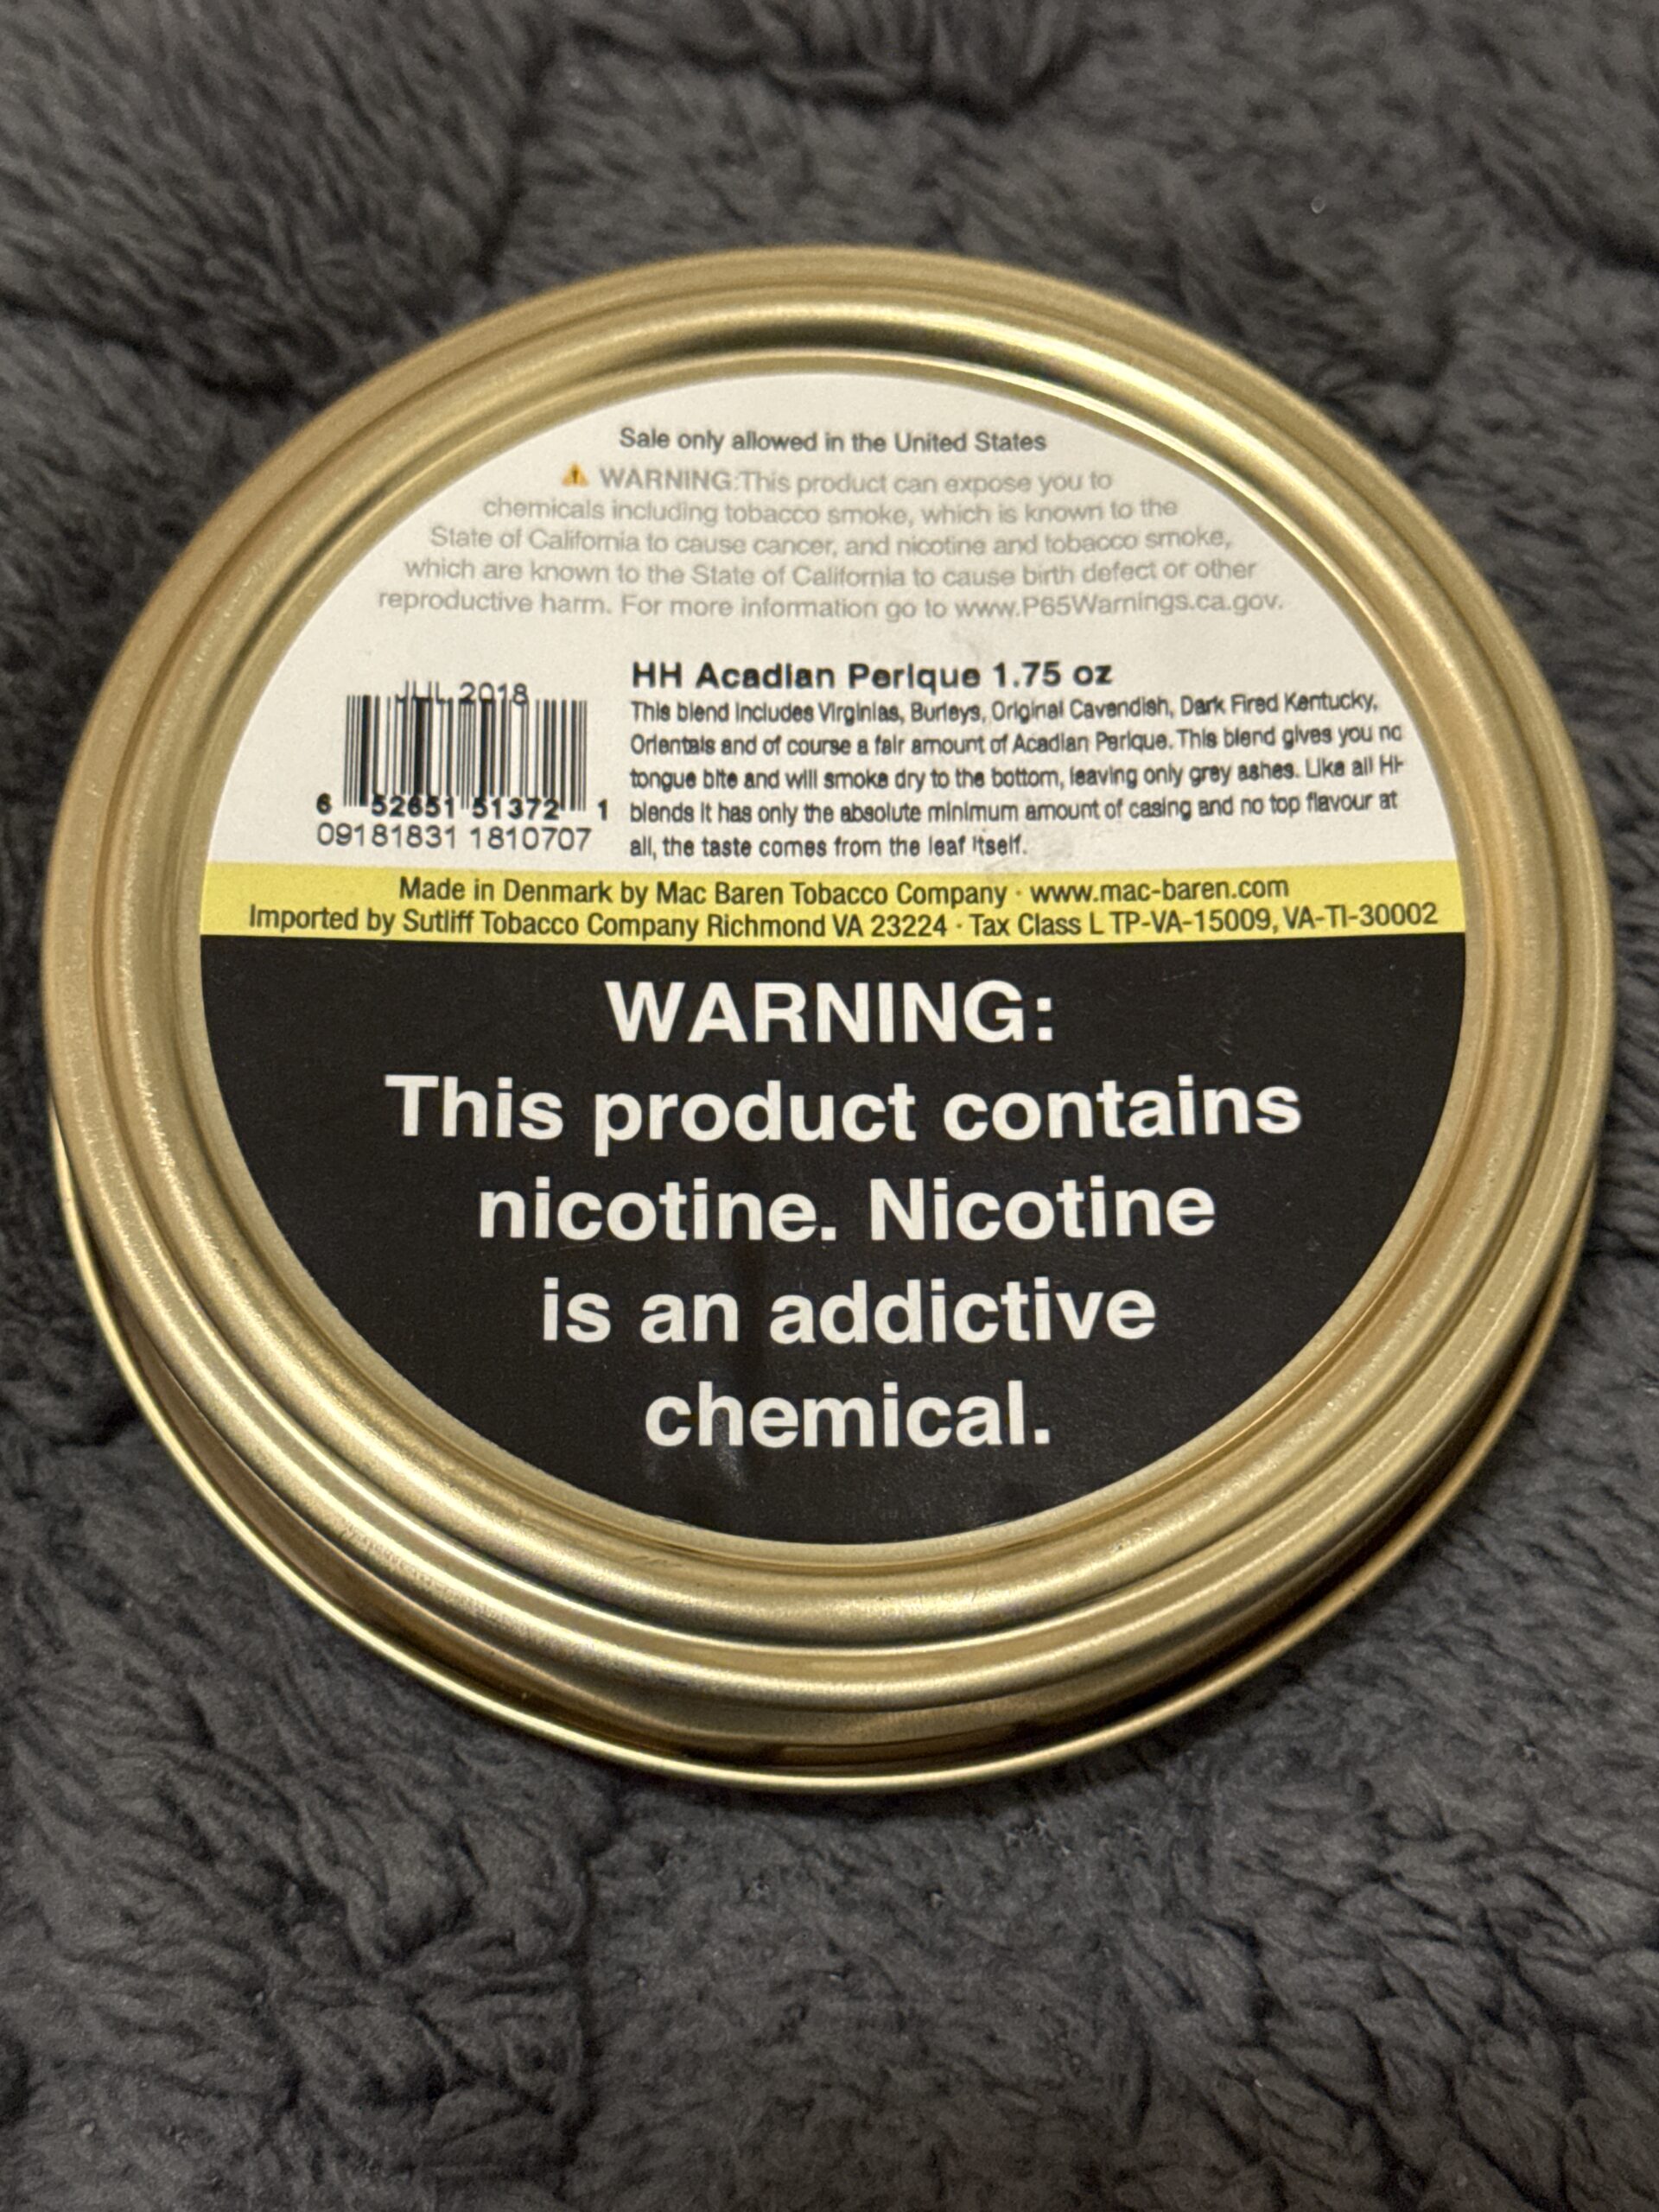 Sale only allowed in the United States
⚠ WARNING:This product can expose you to
chemicals including tobacco smoke, which is known to the
State of California to cause cancer, and nicotine and tobacco smoke,
which are known to the State of California to cause birth defect or other
reproductive harm. For more information go to www.P65Warnings.ca.gov.
JUL 2018
6 52651 51372 1
09181831 1810707
HH Acadian Perique 1.75 oz
This blend includes Virginias, Burleys, Original Cavendish, Dark Fired Kentucky,
Orientals and of course a fair amount of Acadian Perique. This blend gives you no
tongue bite and will smoke dry to the bottom, leaving only grey ashes. Like all HH
blends it has only the absolute minimum amount of casing and no top flavour at
all, the taste comes from the leaf itself.
Made in Denmark by Mac Baren Tobacco Company · www.mac-baren.com
Imported by Sutliff Tobacco Company Richmond VA 23224 · Tax Class L TP-VA-15009, VA-TI-30002
WARNING:
This product contains
nicotine. Nicotine
is an addictive
chemical.